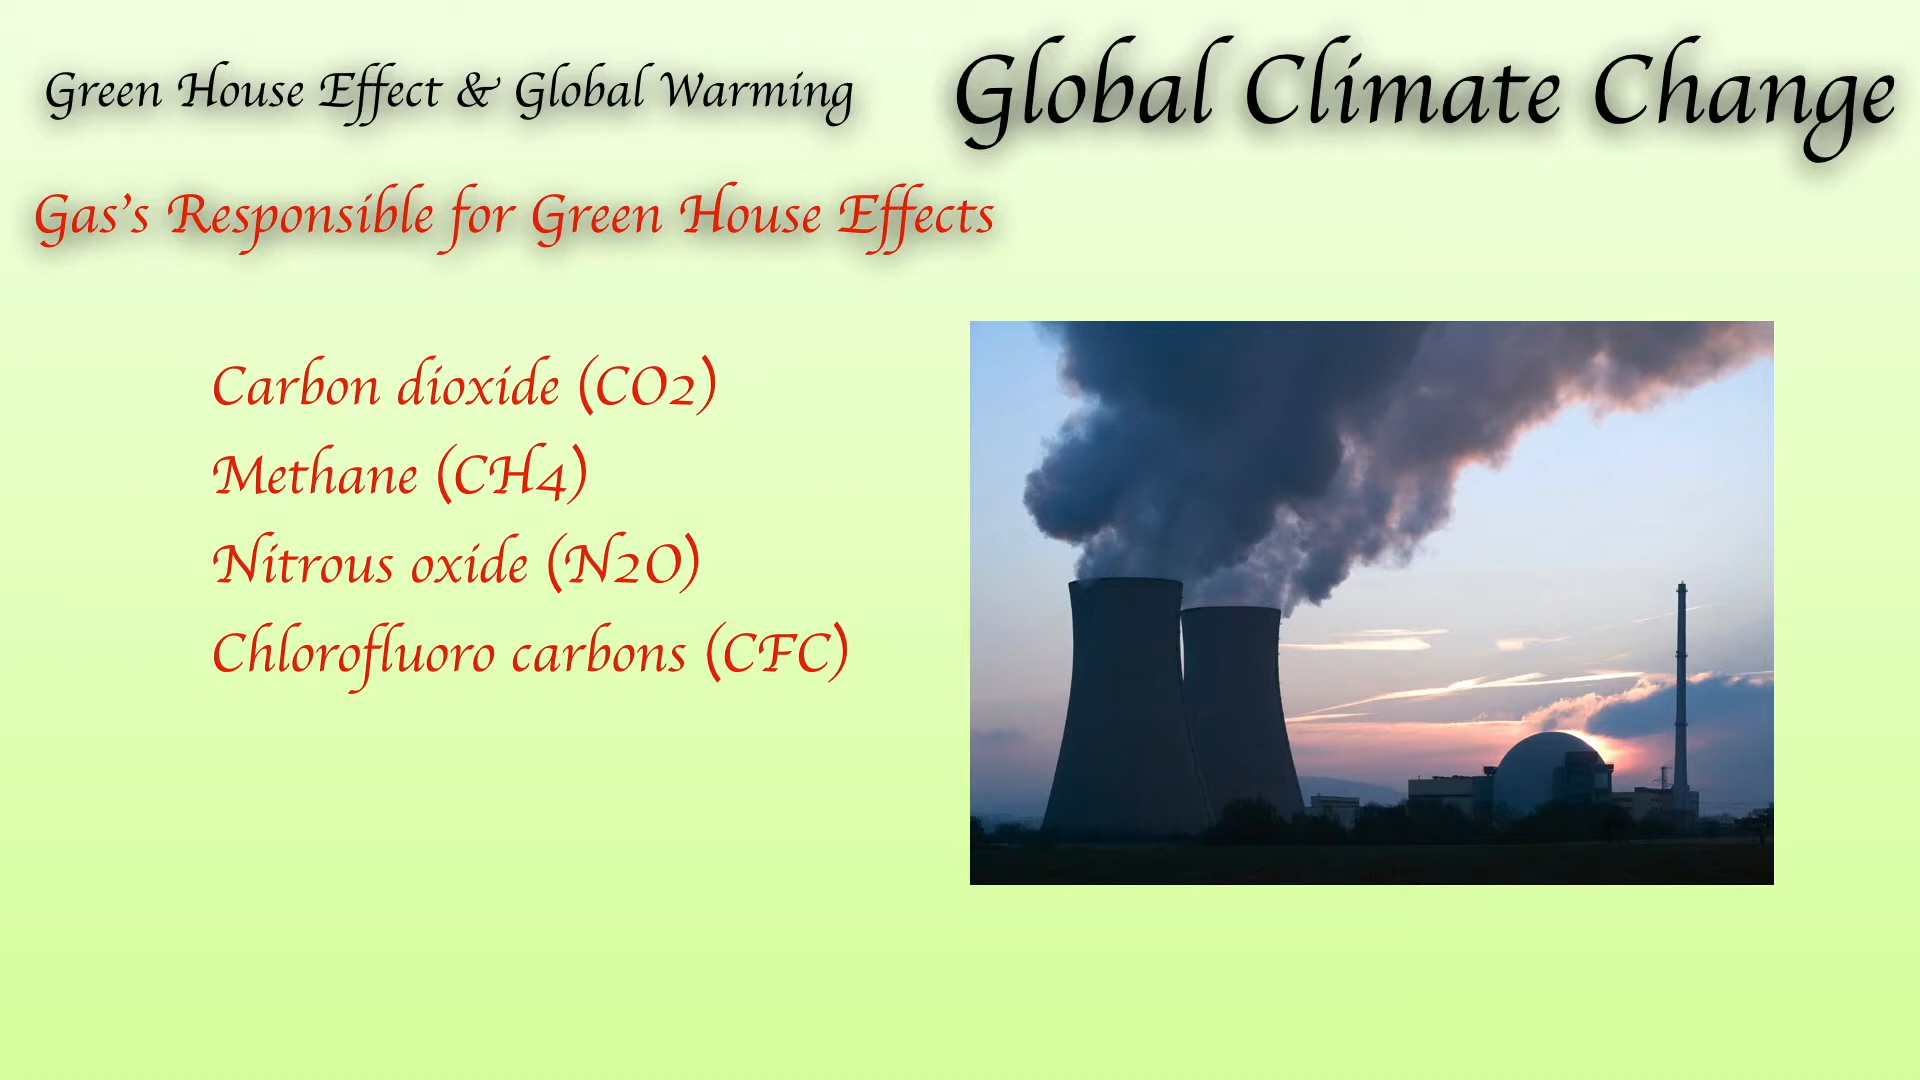 Green House Effect & Global Warming
Global Climate Change
Gas's Responsible for Green House Effects
Carbon dioxide (CO2)
Methane (CH4)
Nitrous oxide (N2O)
Chlorofluoro carbons (CFC)